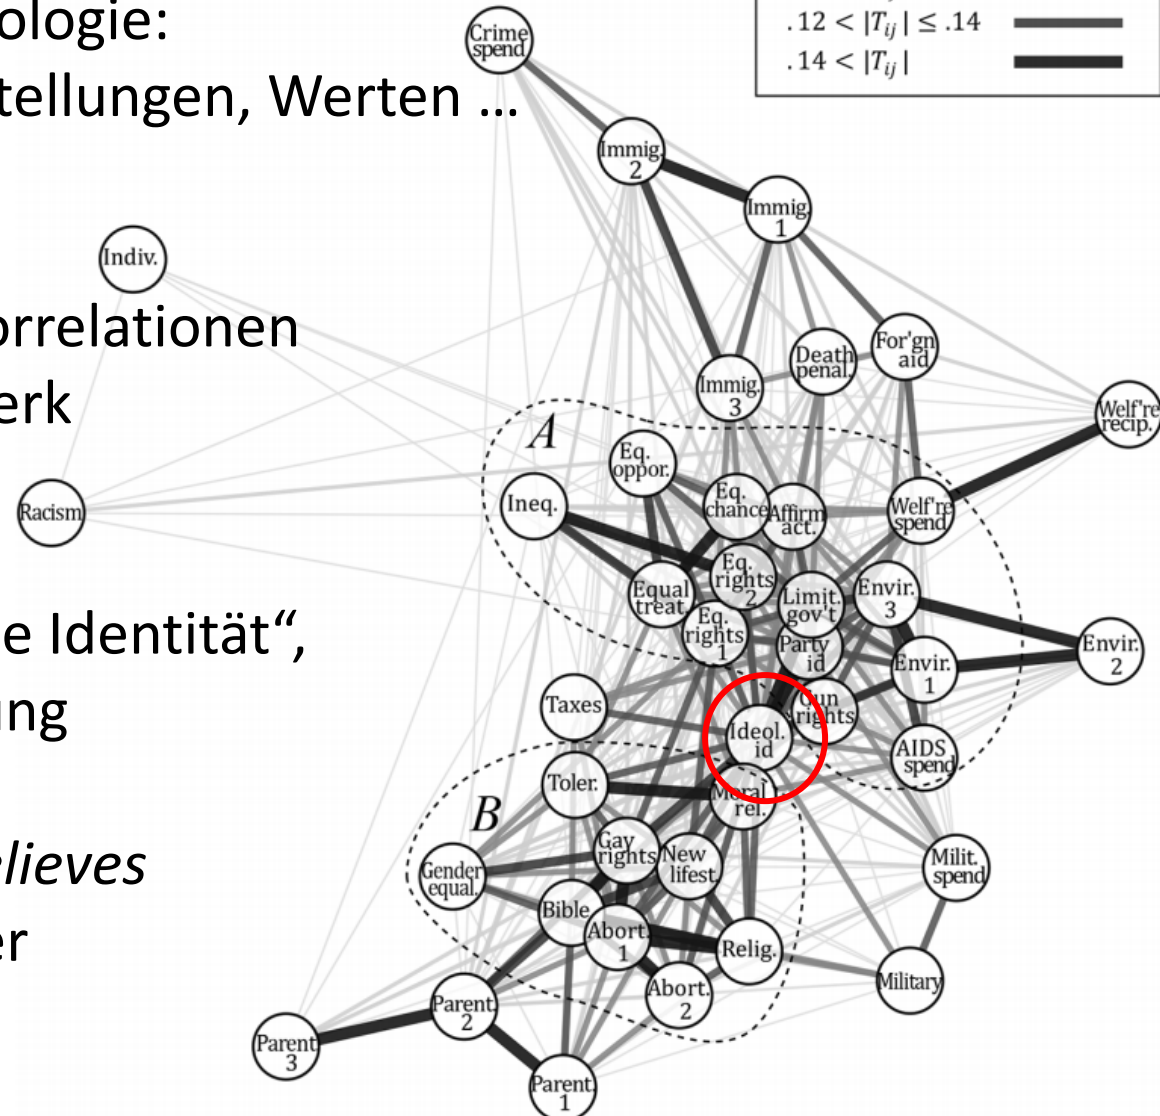 ologie:
tellungen, Werten ...
.12 < |Tij| ≤ .14
.14 < |Tij|
Crime
spend
Immig.
2
Immig.
1
Indiv.
orrelationen
erk
Immig.
3
Death
penal.
For'gn
aid
Welf're
recip.
A
Eq.
oppor.
Ineq.
Eq.
chance
Affirm
act.
Welf're
spend
Racism
Equal
treat.
Eq.
rights
2
Eq.
rights
1
Limit.
gov't
Party
id
Envir.
3
Envir.
1
Envir.
2
e Identität“,
ung
Taxes
Ideol.
id
Gun
rights
AIDS
spend
Toler.
Moral
rel.
B
Gay
rights
New
lifest.
Gender
equal.
Milit.
spend
elieves
er
Bible
Abort.
1
Relig.
Abort.
2
Military
Parent.
2
Parent
3
Parent.
1